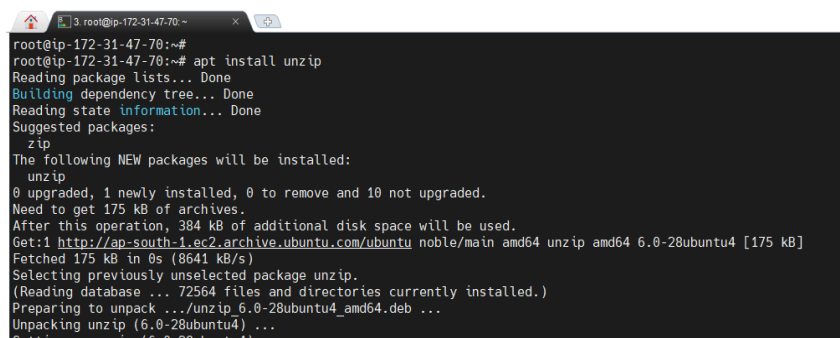 3. root@ip-172-31-47-70: ~
root@ip-172-31-47-70:~#
root@ip-172-31-47-70:~# apt install unzip
Reading package lists... Done
Building dependency tree... Done
Reading state information... Done
Suggested packages:
  zip
The following NEW packages will be installed:
  unzip
0 upgraded, 1 newly installed, 0 to remove and 10 not upgraded.
Need to get 175 kB of archives.
After this operation, 384 kB of additional disk space will be used.
Get:1 http://ap-south-1.ec2.archive.ubuntu.com/ubuntu noble/main amd64 unzip amd64 6.0-28ubuntu4 [175 kB]
Fetched 175 kB in 0s (8641 kB/s)
Selecting previously unselected package unzip.
(Reading database ... 72564 files and directories currently installed.)
Preparing to unpack .../unzip_6.0-28ubuntu4_amd64.deb ...
Unpacking unzip (6.0-28ubuntu4) ...